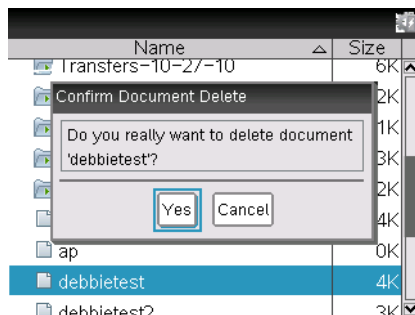 Name Size
Transfers-10-27-10 6K
Confirm Document Delete 2K
Do you really want to delete document 1K
'debbietest'? 3K
2K
Yes Cancel 4K
ap 0K
debbietest 4K
debbietest2 3K